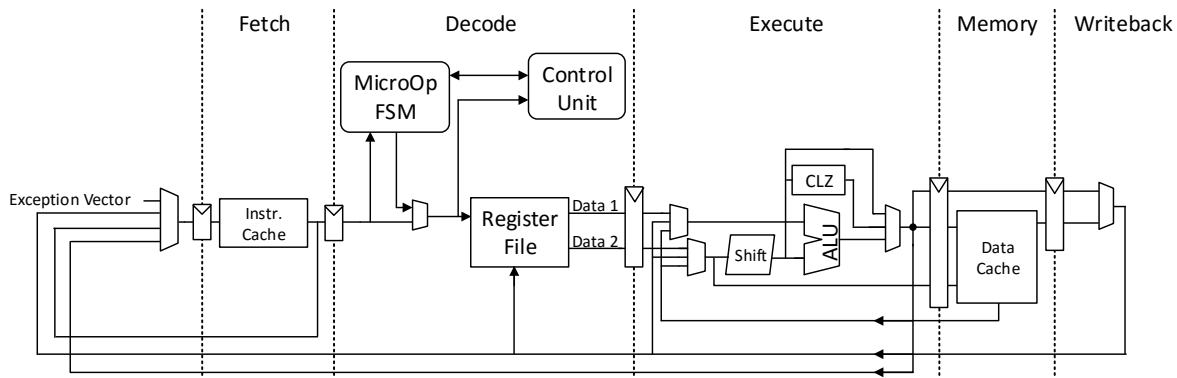 Fetch
Decode
Execute
Memory
Writeback
MicroOp
FSM
Control
Unit
Exception Vector
Instr.
Cache
Register
File
Data 1
Data 2
Shift
CLZ
ALU
Data
Cache